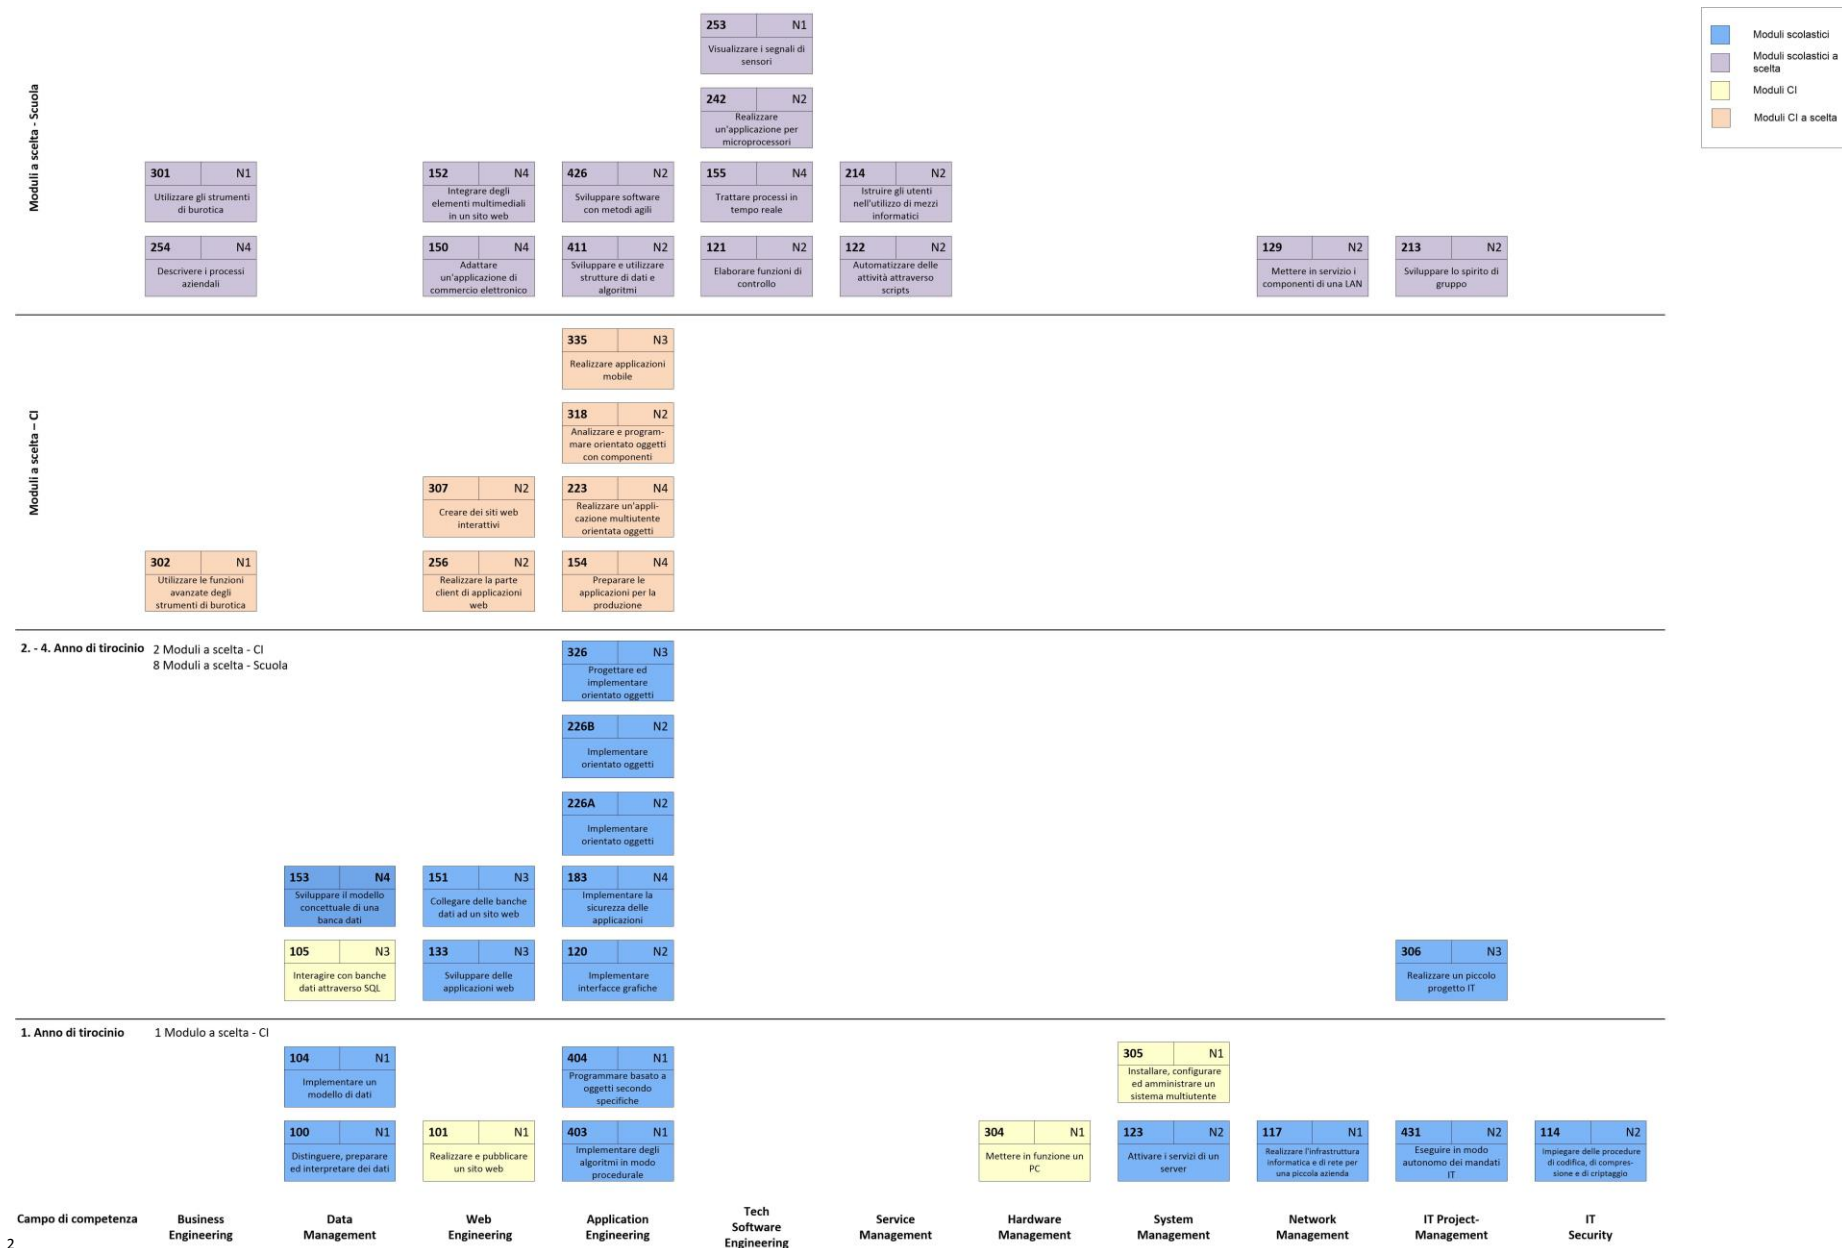 253 N1
Visualizzare i segnali di
sensori
242 N2
Realizzare
un'applicazione per
microprocessori
Moduli a scelta - Scuola
301 N1
Utilizzare gli strumenti
di burotica
152 N4
Integrare degli
elementi multimediali
in un sito web
426 N2
Sviluppare software
con metodi agili
155 N4
Trattare processi in
tempo reale
214 N2
Istruire gli utenti
nell'utilizzo di mezzi
informatici
254 N4
Descrivere i processi
aziendali
150 N4
Adattare
un'applicazione di
commercio elettronico
411 N2
Sviluppare e utilizzare
strutture di dati e
algoritmi
121 N2
Elaborare funzioni di
controllo
122 N2
Automatizzare delle
attività attraverso
scripts
129 N2
Mettere in servizio i
componenti di una LAN
213 N2
Sviluppare lo spirito di
gruppo
Moduli scolastici
Moduli scolastici a
scelta
Moduli CI
Moduli CI a scelta
Moduli a scelta – CI
335 N3
Realizzare applicazioni
mobile
318 N2
Analizzare e program-
mare orientato oggetti
con componenti
307 N2
Creare dei siti web
interattivi
223 N4
Realizzare un'appli-
cazione multiutente
orientata oggetti
302 N1
Utilizzare le funzioni
avanzate degli
strumenti di burotica
256 N2
Realizzare la parte
client di applicazioni
web
154 N4
Preparare le
applicazioni per la
produzione
2. - 4. Anno di tirocinio 2 Moduli a scelta - CI
8 Moduli a scelta - Scuola
326 N3
Progettare ed
implementare
orientato oggetti
226B N2
Implementare
orientato oggetti
226A N2
Implementare
orientato oggetti
153 N4
Sviluppare il modello
concettuale di una
banca dati
151 N3
Collegare delle banche
dati ad un sito web
183 N4
Implementare la
sicurezza delle
applicazioni
105 N3
Interagire con banche
dati attraverso SQL
133 N3
Sviluppare delle
applicazioni web
120 N2
Implementare
interfacce grafiche
306 N3
Realizzare un piccolo
progetto IT
1. Anno di tirocinio 1 Modulo a scelta - CI
104 N1
Implementare un
modello di dati
404 N1
Programmare basato a
oggetti secondo
specifiche
305 N1
Installare, configurare
ed amministrare un
sistema multiutente
100 N1
Distinguere, preparare
ed interpretare dei dati
101 N1
Realizzare e pubblicare
un sito web
403 N1
Implementare degli
algoritmi in modo
procedurale
304 N1
Mettere in funzione un
PC
123 N2
Attivare i servizi di un
server
117 N1
Realizzare l'infrastruttura
informatica e di rete per
una piccola azienda
431 N2
Eseguire in modo
autonomo dei mandati
IT
114 N2
Impiegare delle procedure
di codifica, di compres-
sione e di criptaggio
Campo di competenza
Business
Engineering
Data
Management
Web
Engineering
Application
Engineering
Tech
Software
Engineering
Service
Management
Hardware
Management
System
Management
Network
Management
IT Project-
Management
IT
Security
2